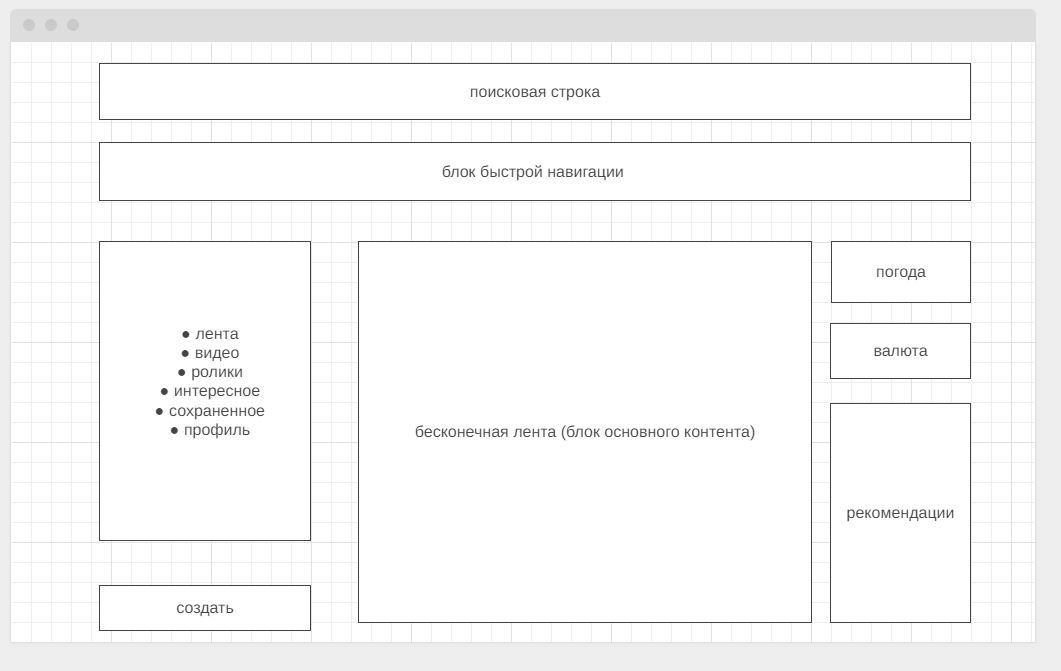 поисковая строка
блок быстрой навигации
● лента
● видео
● ролики
● интересное
● сохраненное
● профиль
создать
бесконечная лента (блок основного контента)
погода
валюта
рекомендации